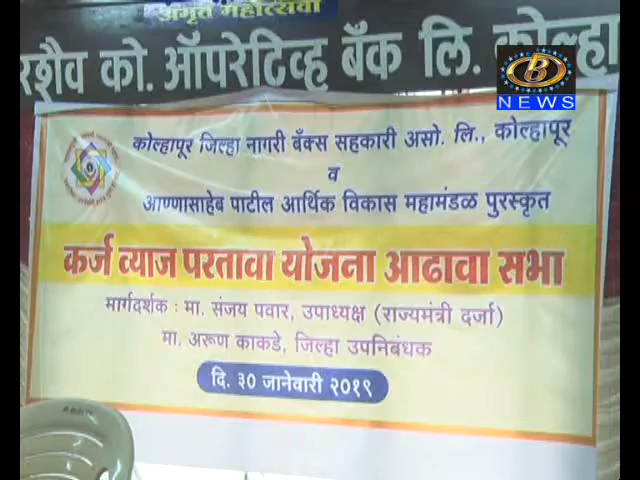 अमृत महोत्सवी
रशैव को. ऑपरेटिव्ह बँक लि. कोल्हा
B
NEWS
कोल्हापूर जिल्हा नागरी बँक्स सहकारी असो. लि., कोल्हापूर
व
आण्णासाहेब पाटील आर्थिक विकास महामंडळ पुरस्कृत
कर्ज व्याज परतावा योजना आढावा सभा
मार्गदर्शक : मा. संजय पवार, उपाध्यक्ष (राज्यमंत्री दर्जा)
मा. अरूण काकडे, जिल्हा उपनिबंधक
दि. ३० जानेवारी २०१९